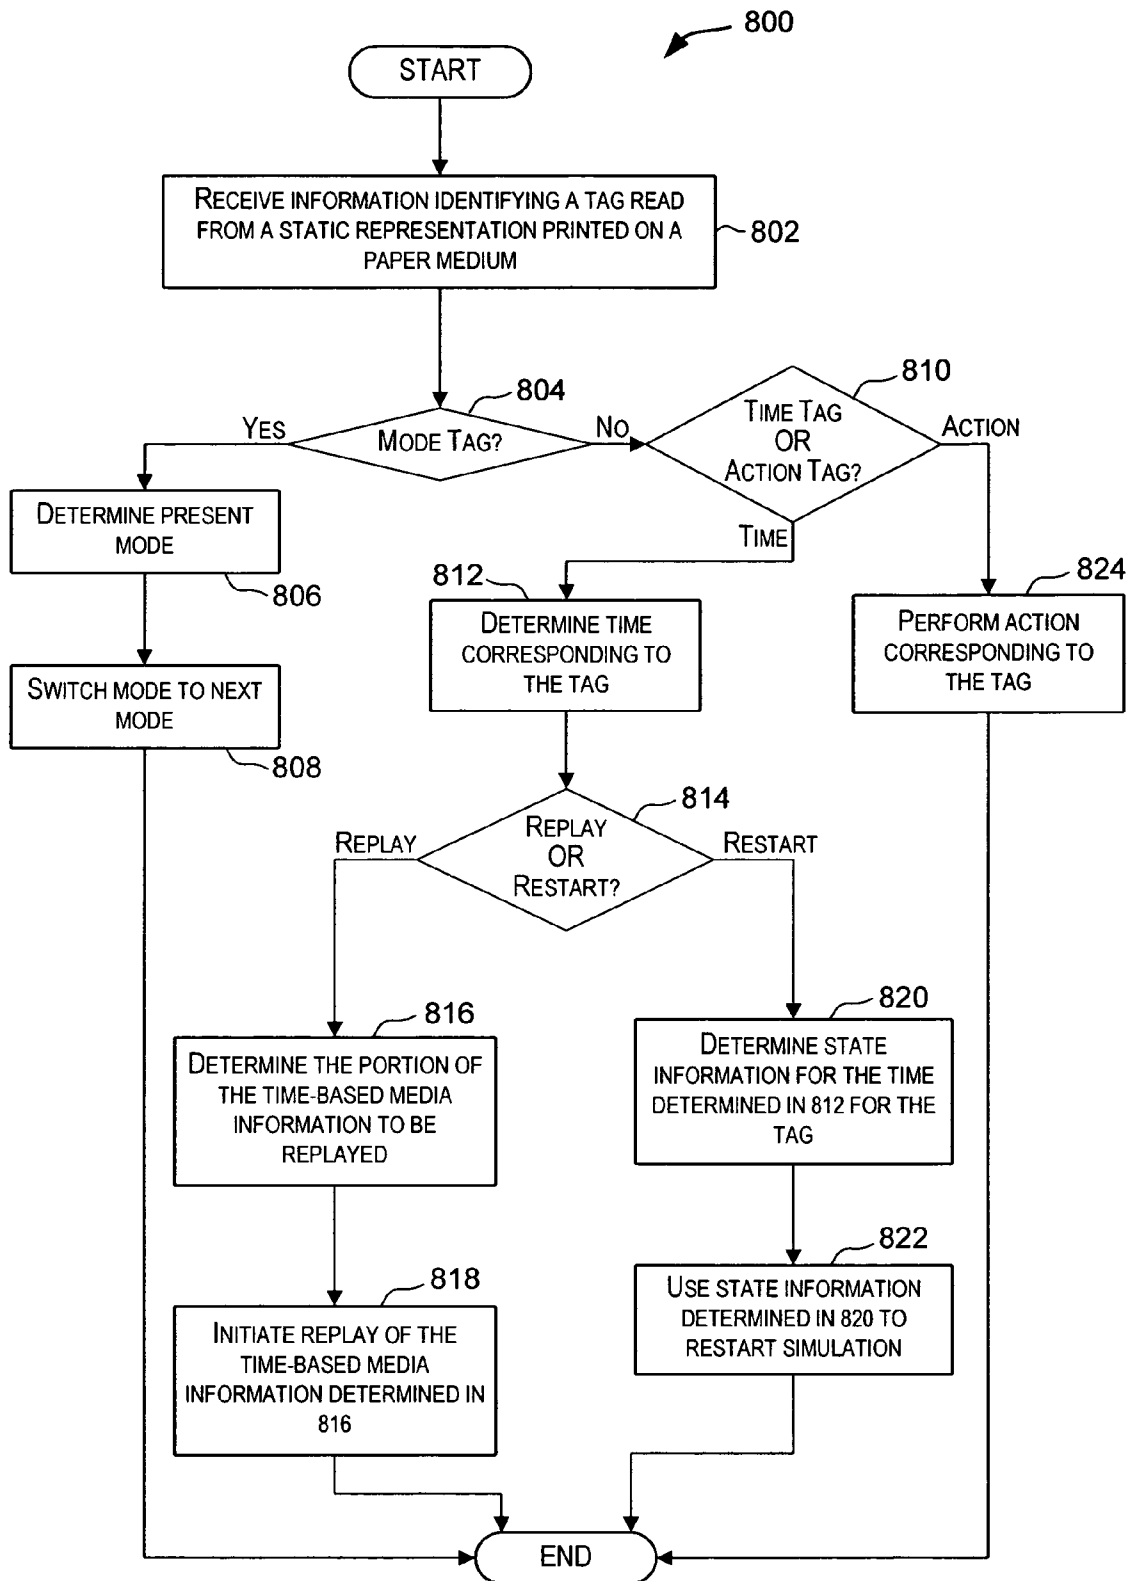 800
START
RECEIVE INFORMATION IDENTIFYING A TAG READ
FROM A STATIC REPRESENTATION PRINTED ON A
PAPER MEDIUM
802
804
MODE TAG?
YES
NO
810
TIME TAG
OR
ACTION TAG?
ACTION
TIME
DETERMINE PRESENT
MODE
806
SWITCH MODE TO NEXT
MODE
808
812
DETERMINE TIME
CORRESPONDING TO
THE TAG
824
PERFORM ACTION
CORRESPONDING TO
THE TAG
814
REPLAY
OR
RESTART?
REPLAY
RESTART
816
DETERMINE THE PORTION OF
THE TIME-BASED MEDIA
INFORMATION TO BE
REPLAYED
820
DETERMINE STATE
INFORMATION FOR THE TIME
DETERMINED IN 812 FOR THE
TAG
818
INITIATE REPLAY OF THE
TIME-BASED MEDIA
INFORMATION DETERMINED IN
816
822
USE STATE INFORMATION
DETERMINED IN 820 TO
RESTART SIMULATION
END